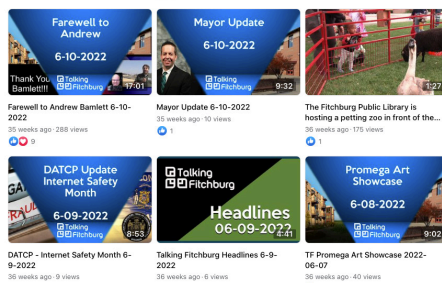 Farewell to
Andrew
6-10-2022
Thank You
Bamlett!!!
Talking
Fitchburg
17:01
Mayor Update
6-10-2022
Talking
Fitchburg
9:32
1:27
Farewell to Andrew Bamlett 6-10-
2022
35 weeks ago · 288 views
9
Mayor Update 6-10-2022
35 weeks ago · 10 views
1
The Fitchburg Public Library is
hosting a petting zoo in front of the...
36 weeks ago · 175 views
1
DATCP Update
Internet Safety
Month
6-09-2022
FRAUD
Talking
Fitchburg
8:53
Talking
Fitchburg
Headlines
06-09-2022
4:41
Promega Art
Showcase
6-08-2022
Talking
Fitchburg
9:02
DATCP - Internet Safety Month 6-
9-2022
36 weeks ago · 9 views
Talking Fitchburg Headlines 6-9-
2022
36 weeks ago · 6 views
TF Promega Art Showcase 2022-
06-07
36 weeks ago · 40 views